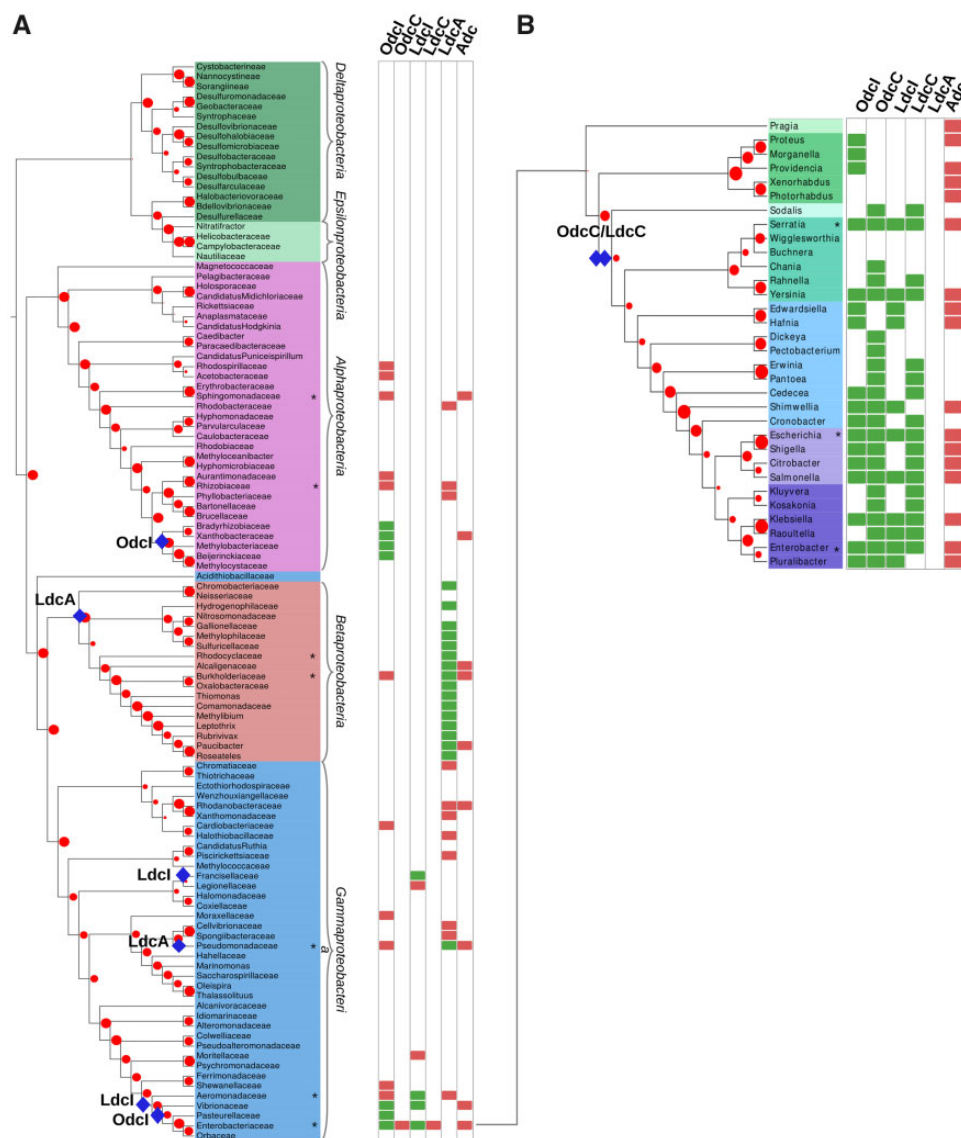 A
OdcI
OdcC
LdcI
LdcC
LdcA
Adc
Cystobacterineae
Nannocystineae
Sorangiineae
Desulfuromonadaceae
Geobacteraceae
Syntrophaceae
Desulfovibrionaceae
Desulfohalobiaceae
Desulfomicrobiaceae
Desulfobacteraceae
Syntrophobacteraceae
Desulfobulbaceae
Desulfarculaceae
Halobacteriovoraceae
Bdellovibrionaceae
Desulfurellaceae
Deltaproteobacteria
Nitratifractor
Helicobacteraceae
Campylobacteraceae
Nautiliaceae
Epsilonproteobacteria
Magnetococcaceae
Pelagibacteraceae
Holosporaceae
CandidatusMidichloriaceae
Rickettsiaceae
Anaplasmataceae
CandidatusHodgkinia
Caedibacter
Paracaedibacteraceae
CandidatusPuniceispirillum
Rhodospirillaceae
Acetobacteraceae
Erythrobacteraceae
Sphingomonadaceae *
Rhodobacteraceae
Hyphomonadaceae
Parvularculaceae
Caulobacteraceae
Rhodobiaceae
Methyloceanibacter
Hyphomicrobiaceae
Aurantimonadaceae
Rhizobiaceae *
Phyllobacteriaceae
Bartonellaceae
Brucellaceae
Bradyrhizobiaceae
Xanthobacteraceae
OdcI
Methylobacteriaceae
Beijerinckiaceae
Methylocystaceae
Alphaproteobacteria
Acidithiobacillaceae
Chromobacteriaceae
LdcA
Neisseriaceae
Hydrogenophilaceae
Nitrosomonadaceae
Gallionellaceae
Methylophilaceae
Sulfuricellaceae
Rhodocyclaceae *
Alcaligenaceae
Burkholderiaceae *
Oxalobacteraceae
Thiomonas
Comamonadaceae
Methylibium
Leptothrix
Rubrivivax
Paucibacter
Roseateles
Betaproteobacteria
Chromatiaceae
Thiotrichaceae
Ectothiorhodospiraceae
Wenzhouxiangellaceae
Rhodanobacteraceae
Xanthomonadaceae
Cardiobacteriaceae
Halothiobacillaceae
CandidatusRuthia
Piscirickettsiaceae
Methylococcaceae
LdcI
Francisellaceae
Legionellaceae
Halomonadaceae
Coxiellaceae
Moraxellaceae
Cellvibrionaceae
Spongiibacteraceae
LdcA
Pseudomonadaceae *
Hahellaceae
Marinomonas
Saccharospirillaceae
Oleispira
Thalassolituus
Alcanivoracaceae
Idiomarinaceae
Alteromonadaceae
Colwelliaceae
Pseudoalteromonadaceae
Moritellaceae
Psychromonadaceae
Ferrimonadaceae
Shewanellaceae
LdcI
Aeromonadaceae *
Vibrionaceae
OdcI
Pasteurellaceae
Enterobacteriaceae *
Orbaceae
Gammaproteobacteri
a
B
OdcI
OdcC
LdcI
LdcC
LdcA
Adc
Pragia
Proteus
Morganella
Providencia
Xenorhabdus
Photorhabdus
Sodalis
OdcC/LdcC
Serratia *
Wigglesworthia
Buchnera
Chania
Rahnella
Yersinia
Edwardsiella
Hafnia
Dickeya
Pectobacterium
Erwinia
Pantoea
Cedecea
Shimwellia
Cronobacter
Escherichia *
Shigella
Citrobacter
Salmonella
Kluyvera
Kosakonia
Klebsiella
Raoultella
Enterobacter *
Pluralibacter